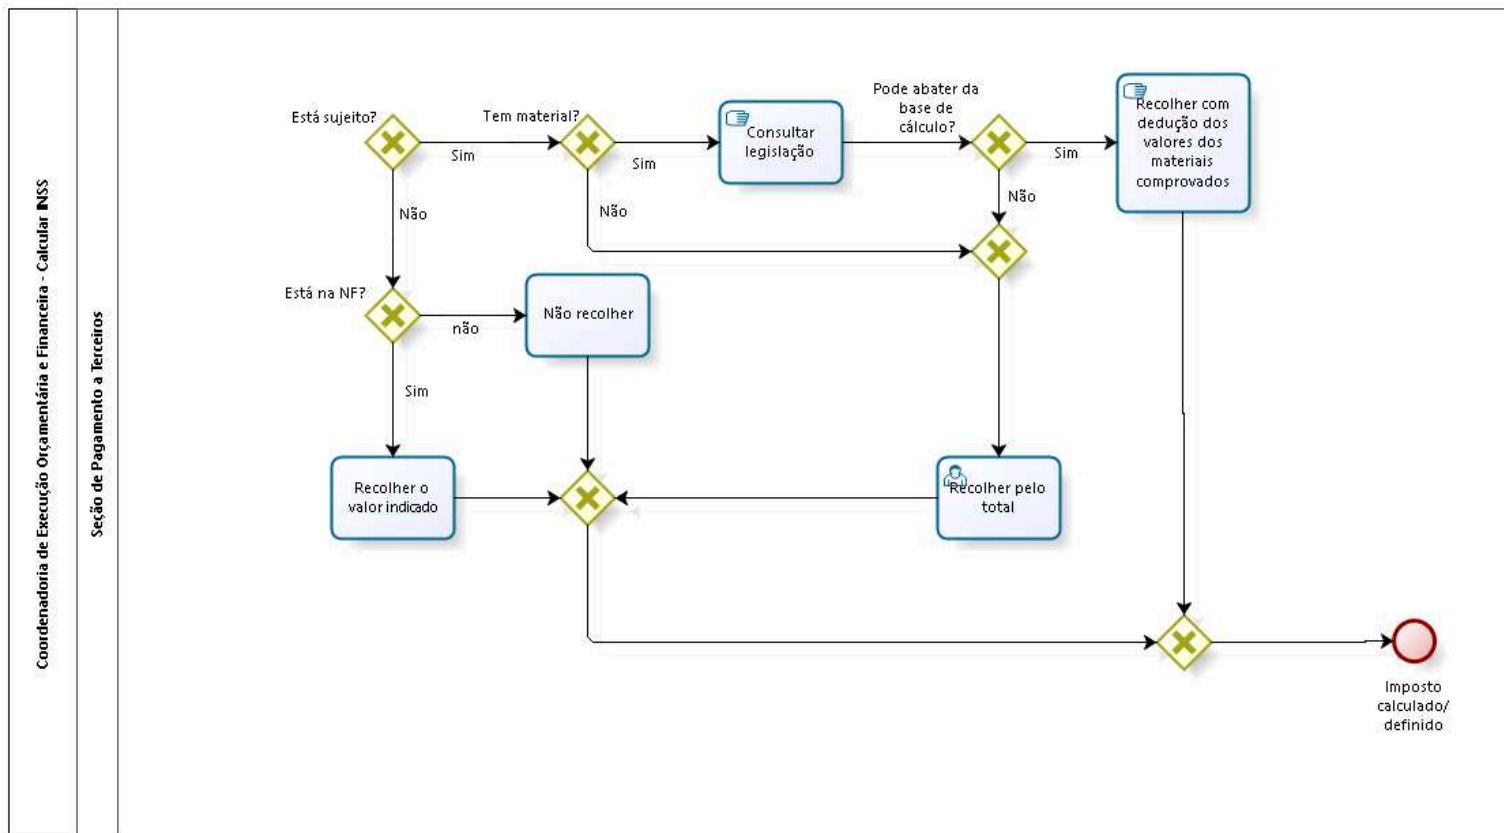 Coordenadoria de Execução Orçamentária e Financeira - Calcular INSS
Seção de Pagamento a Terceiros
Está sujeito?
Sim
Não
Tem material?
Sim
Não
Consultar
legislação
Pode abater da
base de
cálculo?
Sim
Não
Recolher com
dedução dos
valores dos
materiais
comprovados
Está na NF?
não
Sim
Não recolher
Recolher o
valor indicado
Recolher pelo
total
Imposto
calculado/
definido